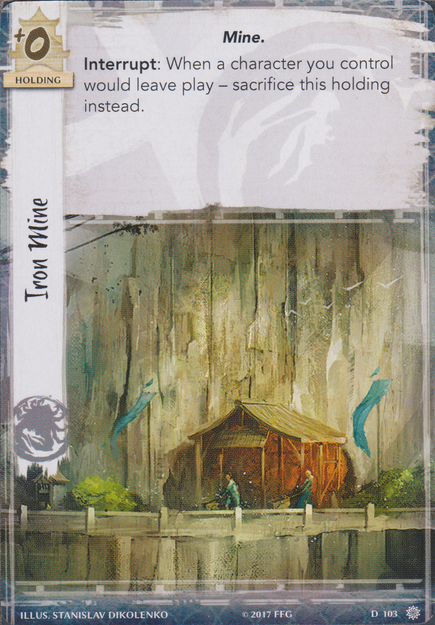 +0
HOLDING
Mine.
Interrupt: When a character you control
would leave play – sacrifice this holding
instead.
Iron Mine
ILLUS. STANISLAV DIKOLENKO
© 2017 FFG
D 103